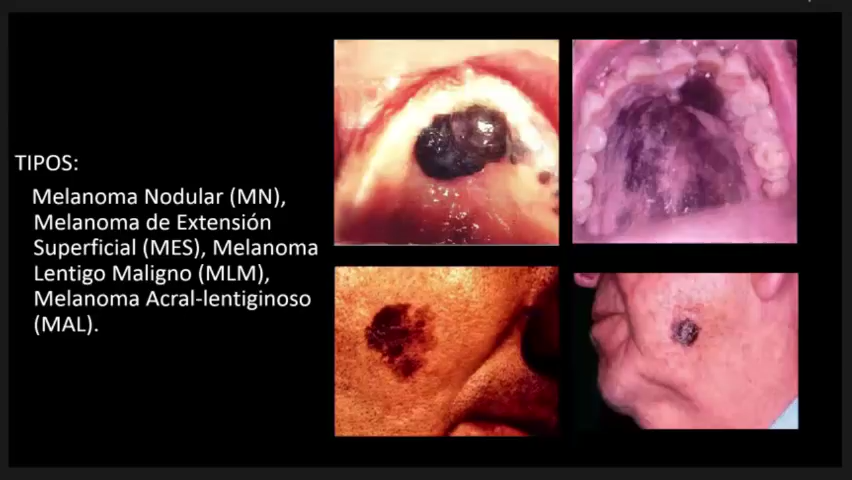 TIPOS:
Melanoma Nodular (MN),
Melanoma de Extensión
Superficial (MES), Melanoma
Lentigo Maligno (MLM),
Melanoma Acral-lentiginoso
(MAL).